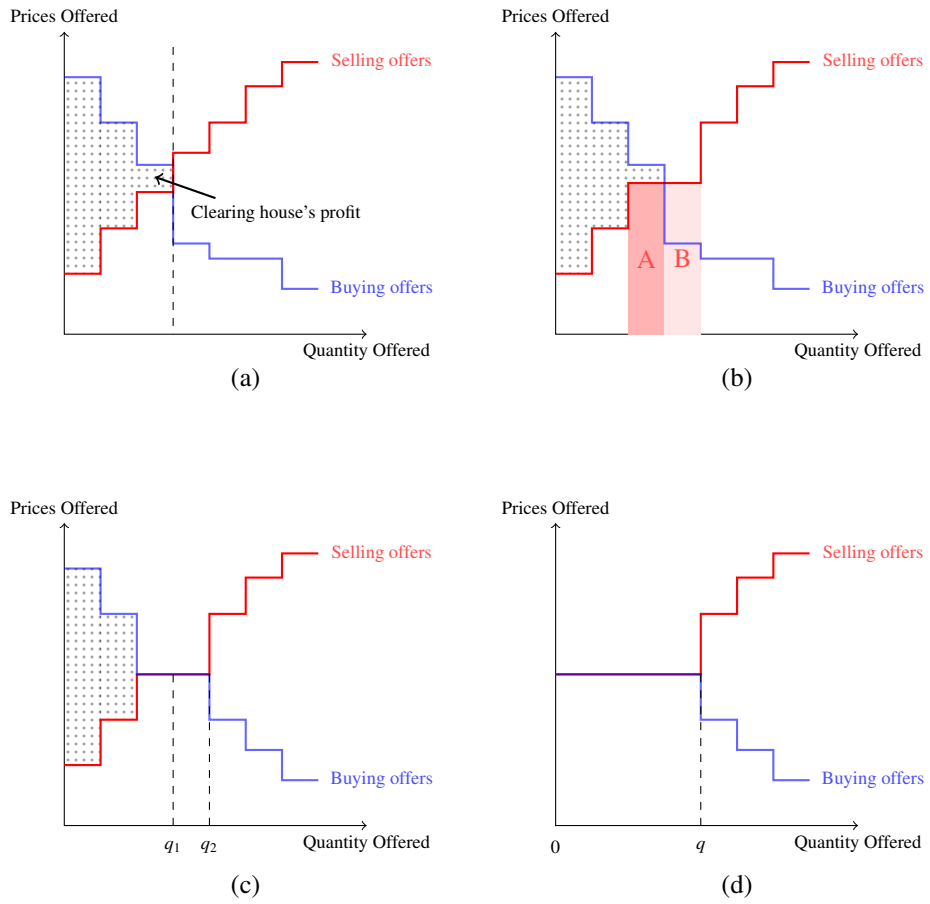 Prices Offered
Selling offers
Clearing house's profit
Buying offers
Quantity Offered
(a)
Prices Offered
Selling offers
A
B
Buying offers
Quantity Offered
(b)
Prices Offered
Selling offers
Buying offers
Quantity Offered
q₁
q₂
(c)
Prices Offered
Selling offers
Buying offers
Quantity Offered
0
q
(d)